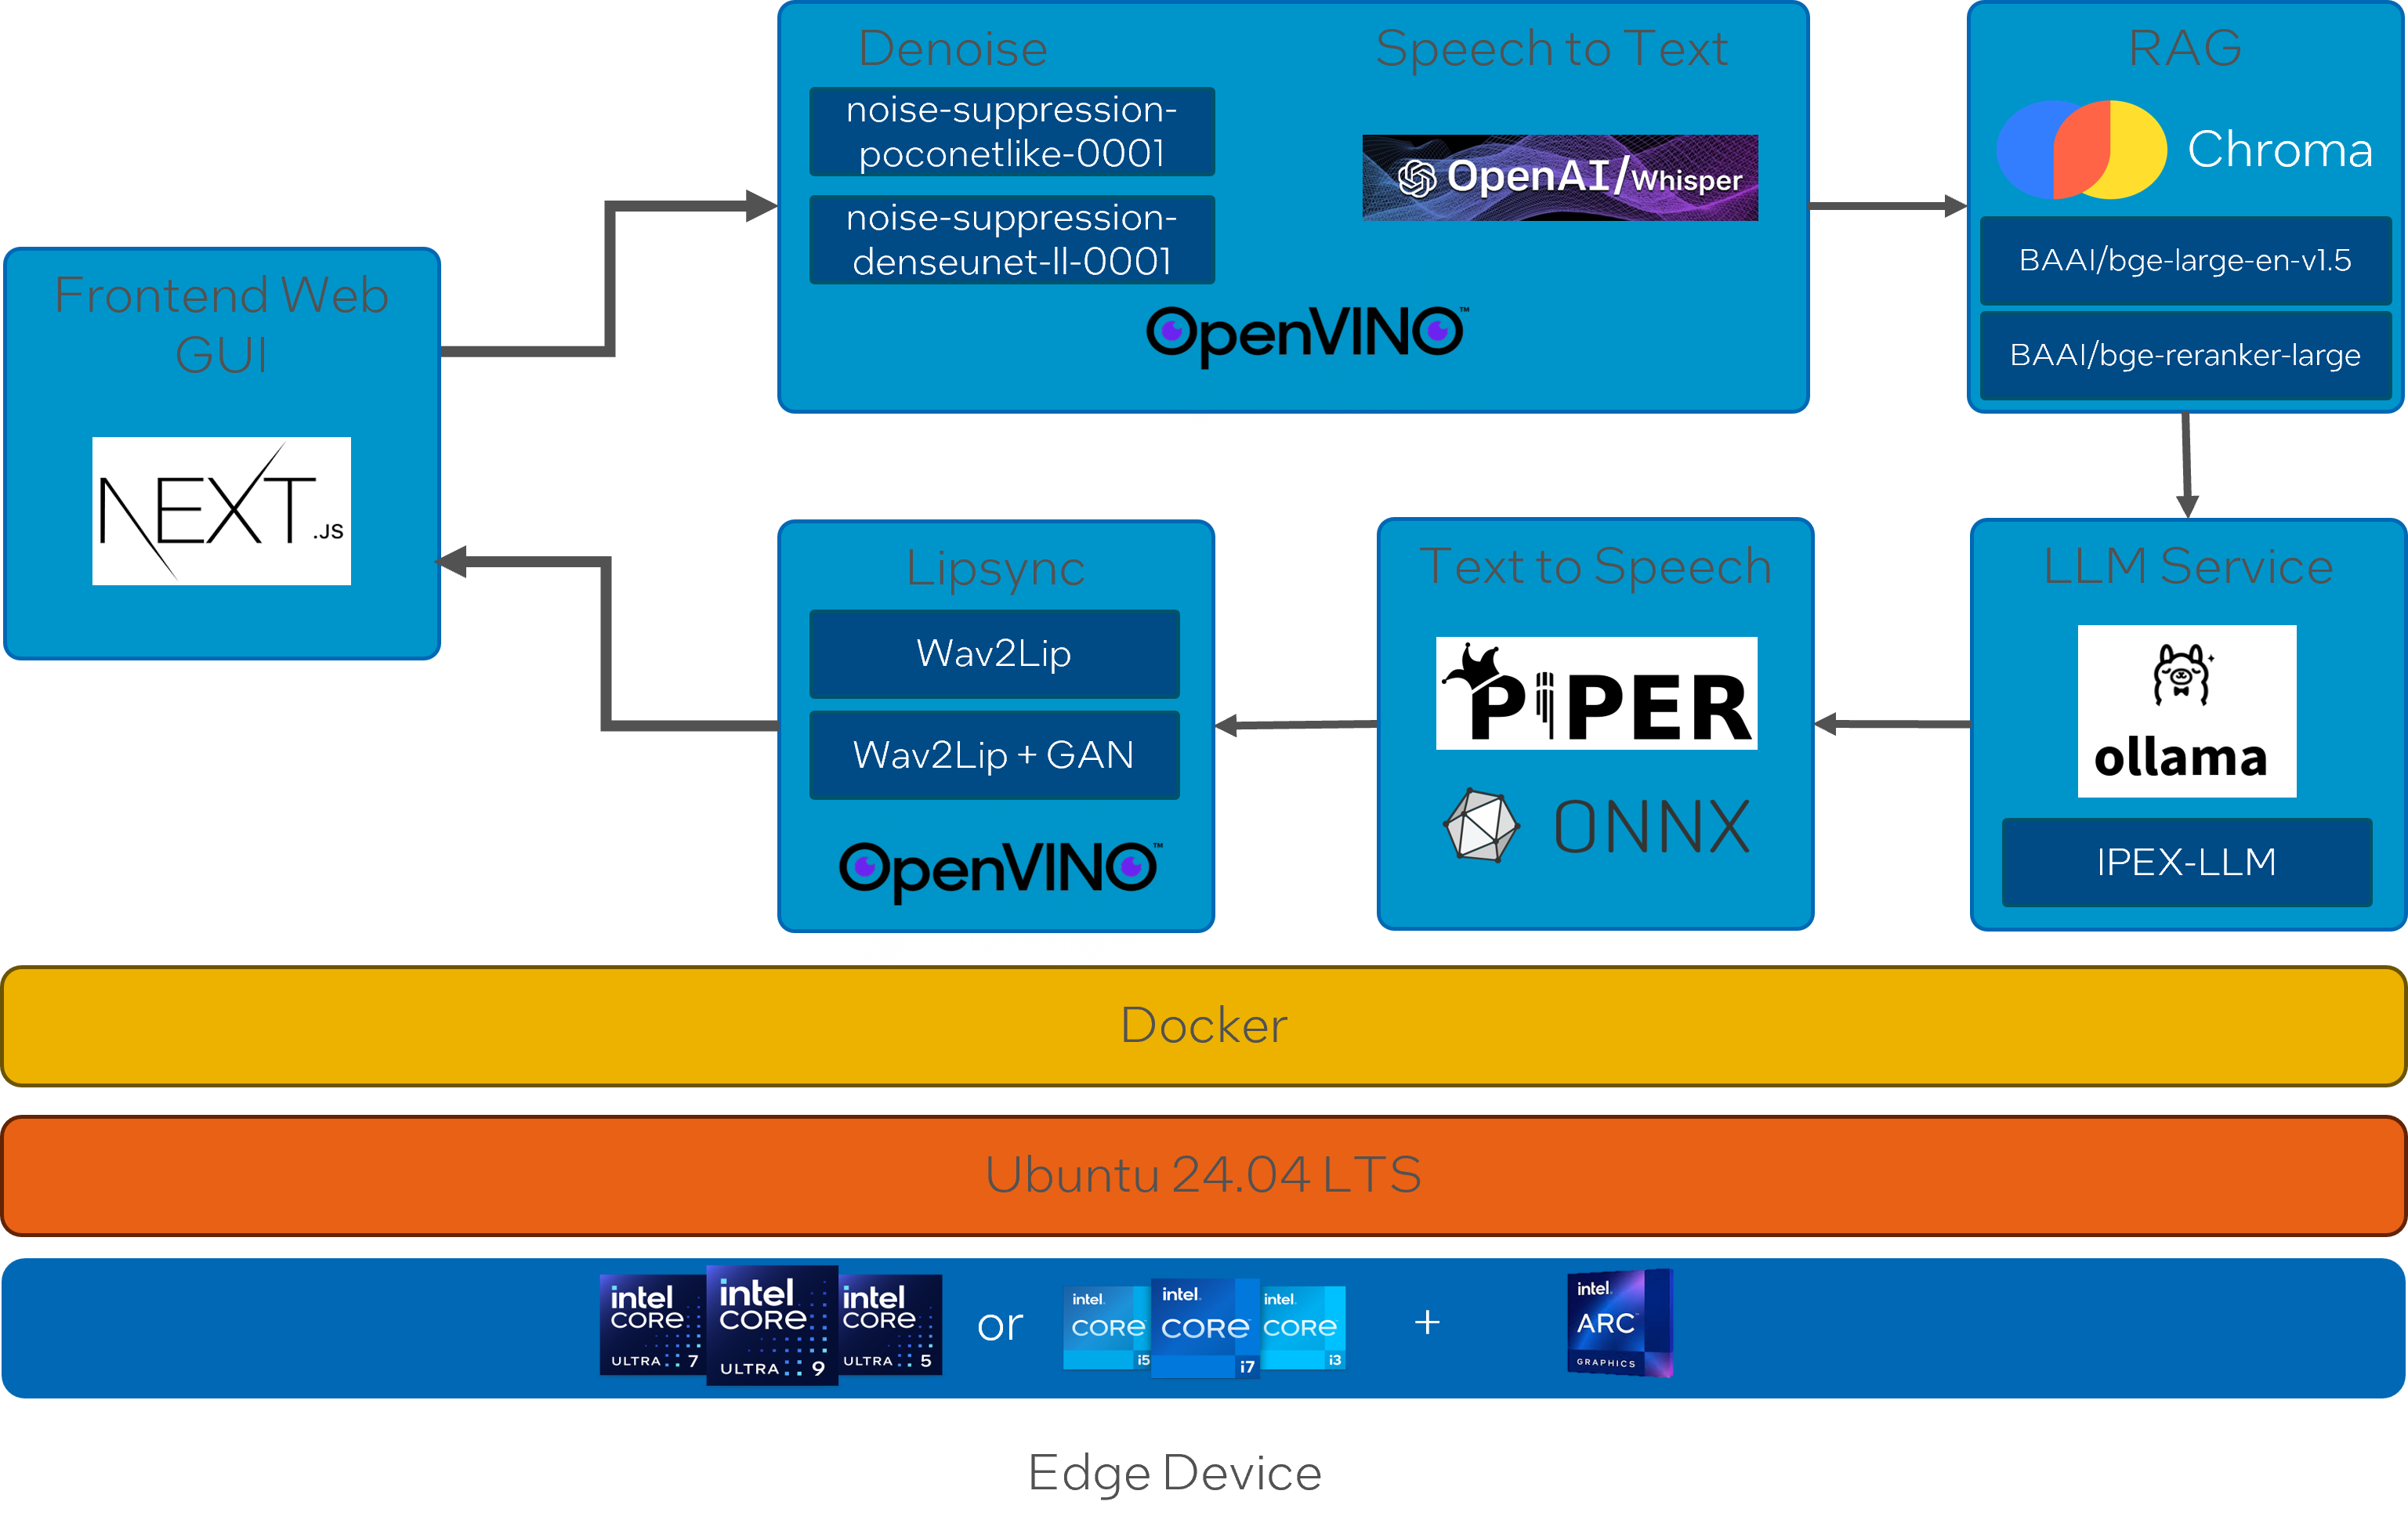 Denoise
noise-suppression-
poconetlike-0001
noise-suppression-
denseunet-ll-0001
Speech to Text
OpenAI/Whisper
OpenVINO™
RAG
Chroma
BAAI/bge-large-en-v1.5
BAAI/bge-reranker-large
Frontend Web
GUI
NEXT.JS
Lipsync
Wav2Lip
Wav2Lip + GAN
OpenVINO™
Text to Speech
PIPER
ONNX
LLM Service
ollama
IPEX-LLM
Docker
Ubuntu 24.04 LTS
intel
CORE
ULTRA 7
intel
CORE
ULTRA 9
intel
CORE
ULTRA 5
or
intel.
CORE
i5
intel.
CORE
i7
intel.
CORE
i3
+
intel.
ARC
GRAPHICS
Edge Device